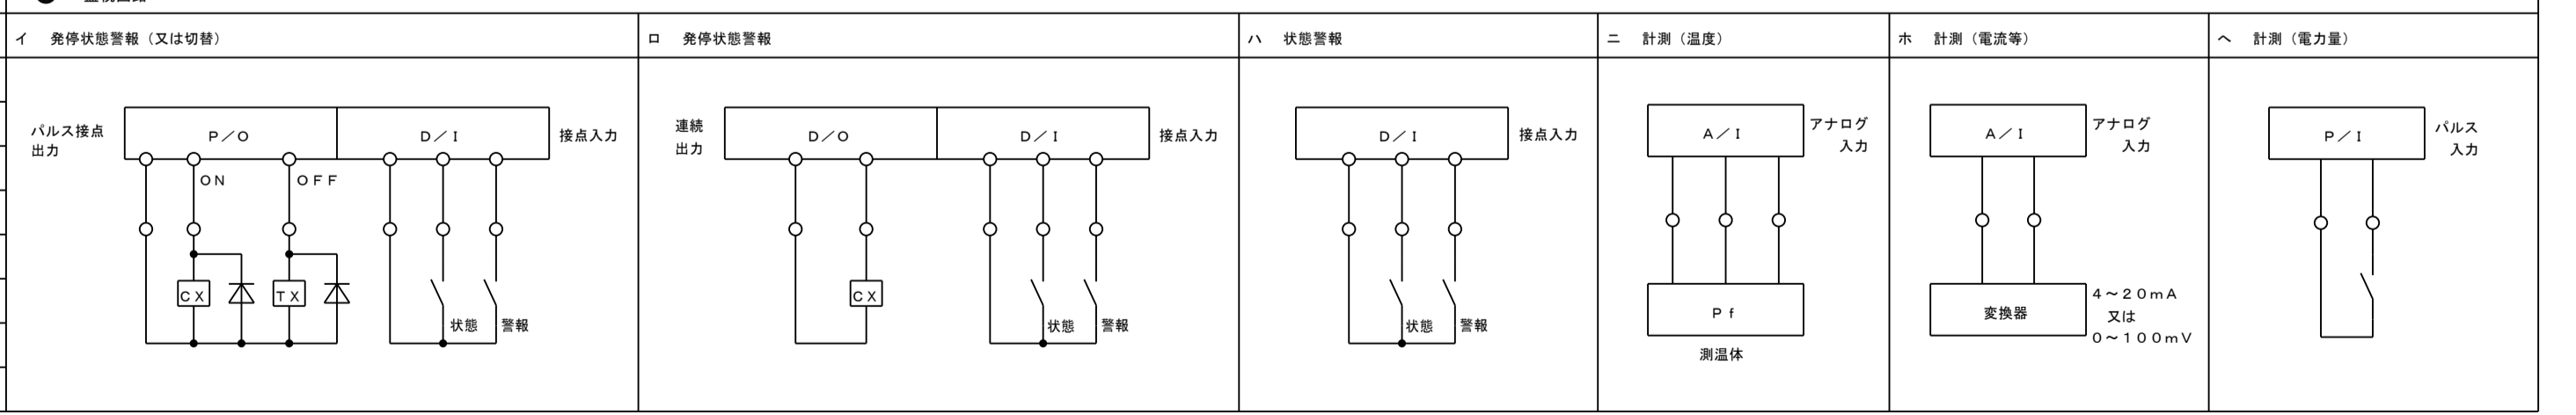 イ 発停状態警報（又は切替）
パルス接点
出力
Ｐ／Ｏ
Ｄ／Ｉ
接点入力
ＯＮ
ＯＦＦ
ＣＸ
ＴＸ
状態
警報
ロ 発停状態警報
連続
出力
Ｄ／Ｏ
Ｄ／Ｉ
接点入力
ＣＸ
状態
警報
ハ 状態警報
Ｄ／Ｉ
接点入力
状態
警報
ニ 計測（温度）
Ａ／Ｉ
アナログ
入力
Ｐｆ
測温体
ホ 計測（電流等）
Ａ／Ｉ
アナログ
入力
変換器
４～２０ｍＡ
又は
０～１００ｍＶ
ヘ 計測（電力量）
Ｐ／Ｉ
パルス
入力